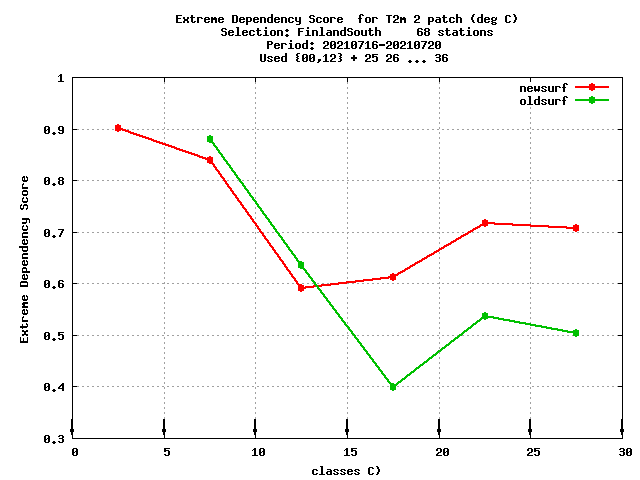 Extreme Dependency Score  for T2m 2 patch (deg C)
Selection: FinlandSouth     68 stations
Period: 20210716-20210720
Used {00,12} + 25 26 ... 36
newsurf
oldsurf
Extreme Dependency Score
1
0.9
0.8
0.7
0.6
0.5
0.4
0.3
0 5 10 15 20 25 30
classes C)